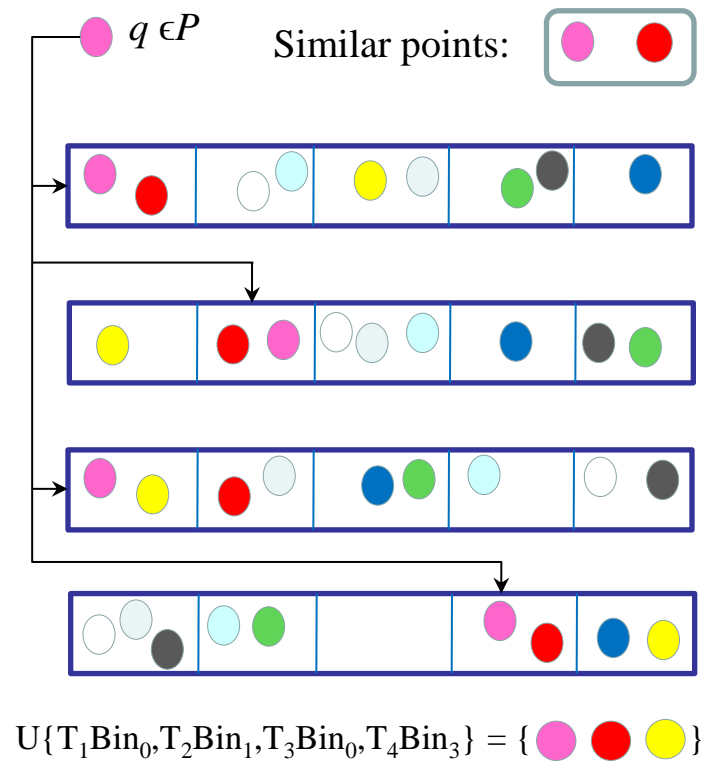 q ϵP
Similar points:
U{T₁Bin₀,T₂Bin₁,T₃Bin₀,T₄Bin₃} = { }